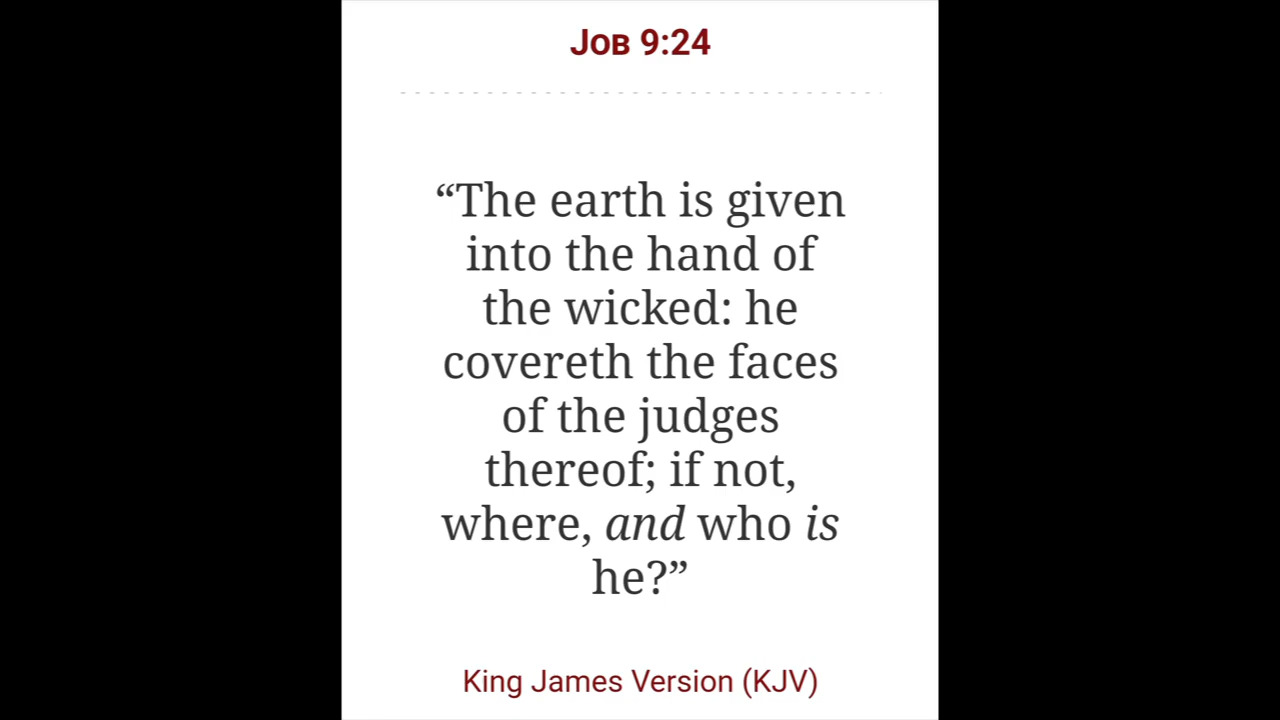 Job 9:24
“The earth is given
into the hand of
the wicked: he
covereth the faces
of the judges
thereof; if not,
where, and who is
he?”
King James Version (KJV)